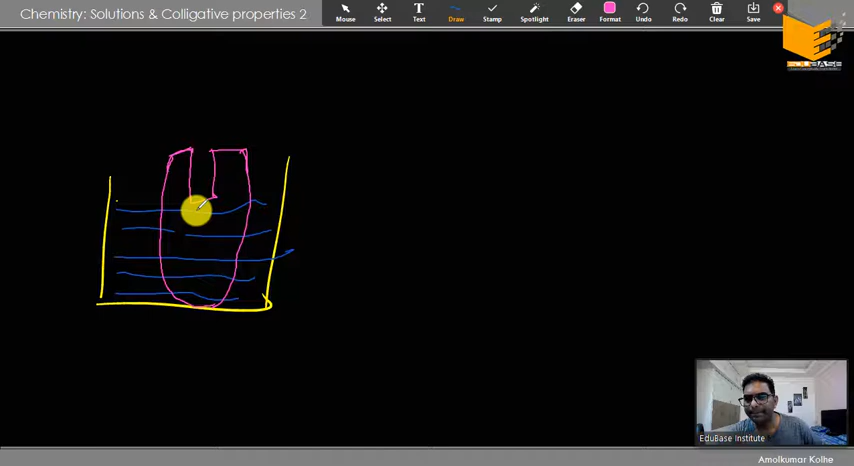 Chemistry: Solutions & Colligative properties 2
Mouse
Select
Text
Draw
Stamp
Spotlight
Eraser
Format
Undo
Redo
Clear
Save
EDUBASE
EduBase Institute
Amolkumar Kolhe